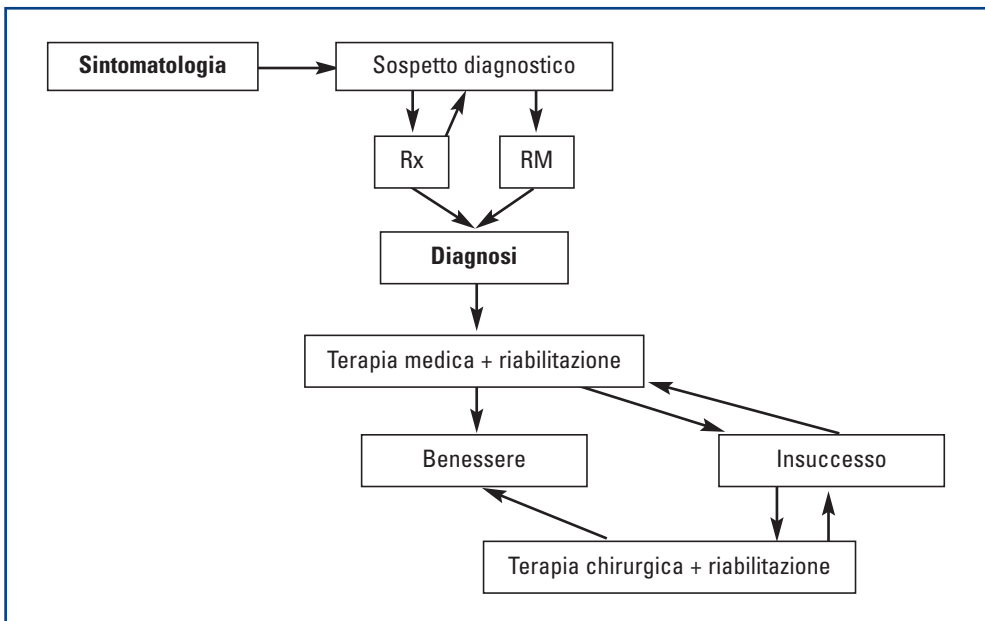 Sintomatologia
Sospetto diagnostico
Rx
RM
Diagnosi
Terapia medica + riabilitazione
Benessere
Insuccesso
Terapia chirurgica + riabilitazione